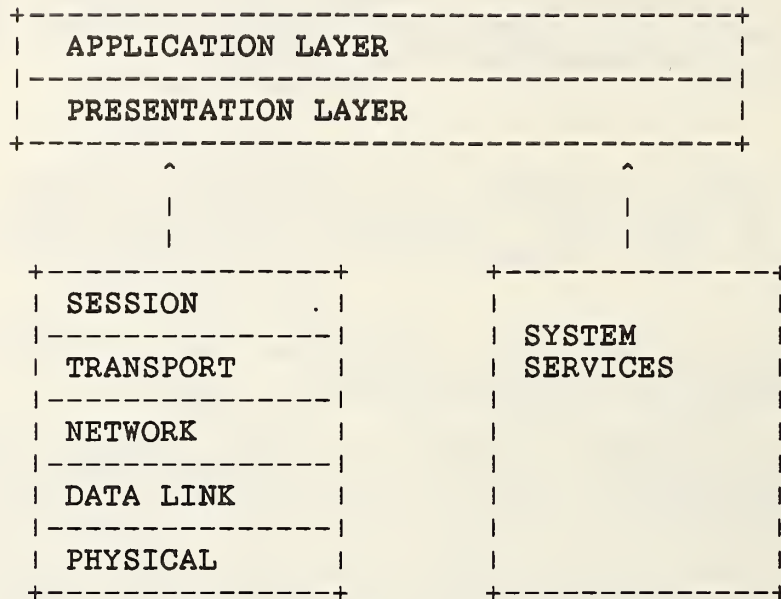 APPLICATION LAYER
PRESENTATION LAYER
SESSION
TRANSPORT
NETWORK
DATA LINK
PHYSICAL
SYSTEM
SERVICES